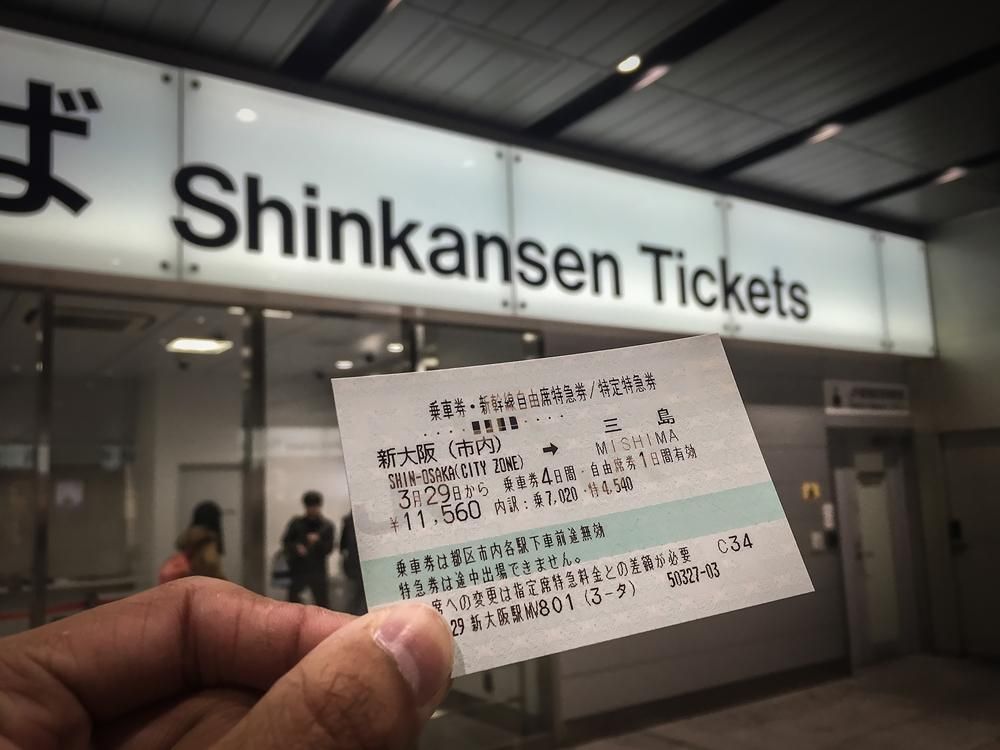 ば Shinkansen Tickets
乗車券・新幹線自由席特急券/特定特急券
新大阪(市内) ➡ 三島
SHIN-OSAKA(CITY ZONE) MISHIMA
3月29日から 乗車券4日間・自由席券1日間有効
¥11,560 内訳:乗7,020・特4,540
乗車券は都区市内各駅下車前途無効
特急券は途中出場できません。
席への変更は指定席特急料金との差額が必要 C34
29 新大阪駅MV801 (3-タ) 50327-03